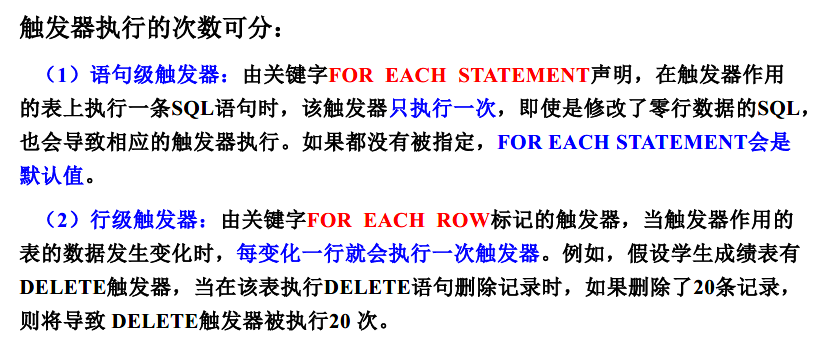 触发器执行的次数可分：
（1）语句级触发器：由关键字FOR EACH STATEMENT声明，在触发器作用
的表上执行一条SQL语句时，该触发器只执行一次，即使是修改了零行数据的SQL，
也会导致相应的触发器执行。如果都没有被指定，FOR EACH STATEMENT会是
默认值。
（2）行级触发器：由关键字FOR EACH ROW标记的触发器，当触发器作用的
表的数据发生变化时，每变化一行就会执行一次触发器。例如，假设学生成绩表有
DELETE触发器，当在该表执行DELETE语句删除记录时，如果删除了20条记录，
则将导致 DELETE触发器被执行20 次。